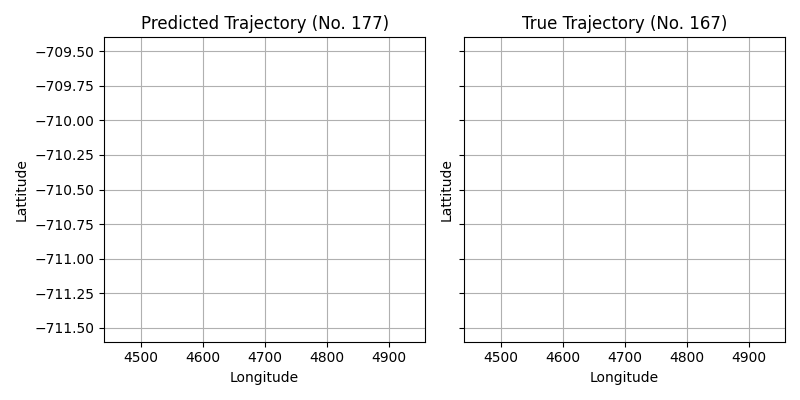 Predicted Trajectory (No. 177)
True Trajectory (No. 167)
−709.50
−709.75
−710.00
−710.25
−710.50
−710.75
−711.00
−711.25
−711.50
Lattitude
Lattitude
4500 4600 4700 4800 4900
4500 4600 4700 4800 4900
Longitude
Longitude